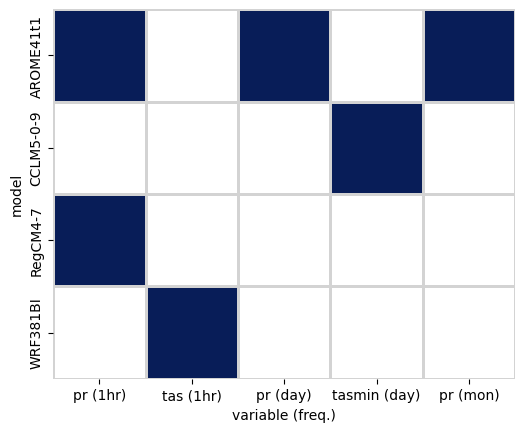 model
AROME41t1
CCLM5-0-9
RegCM4-7
WRF381BI
pr (1hr) tas (1hr) pr (day) tasmin (day) pr (mon)
variable (freq.)